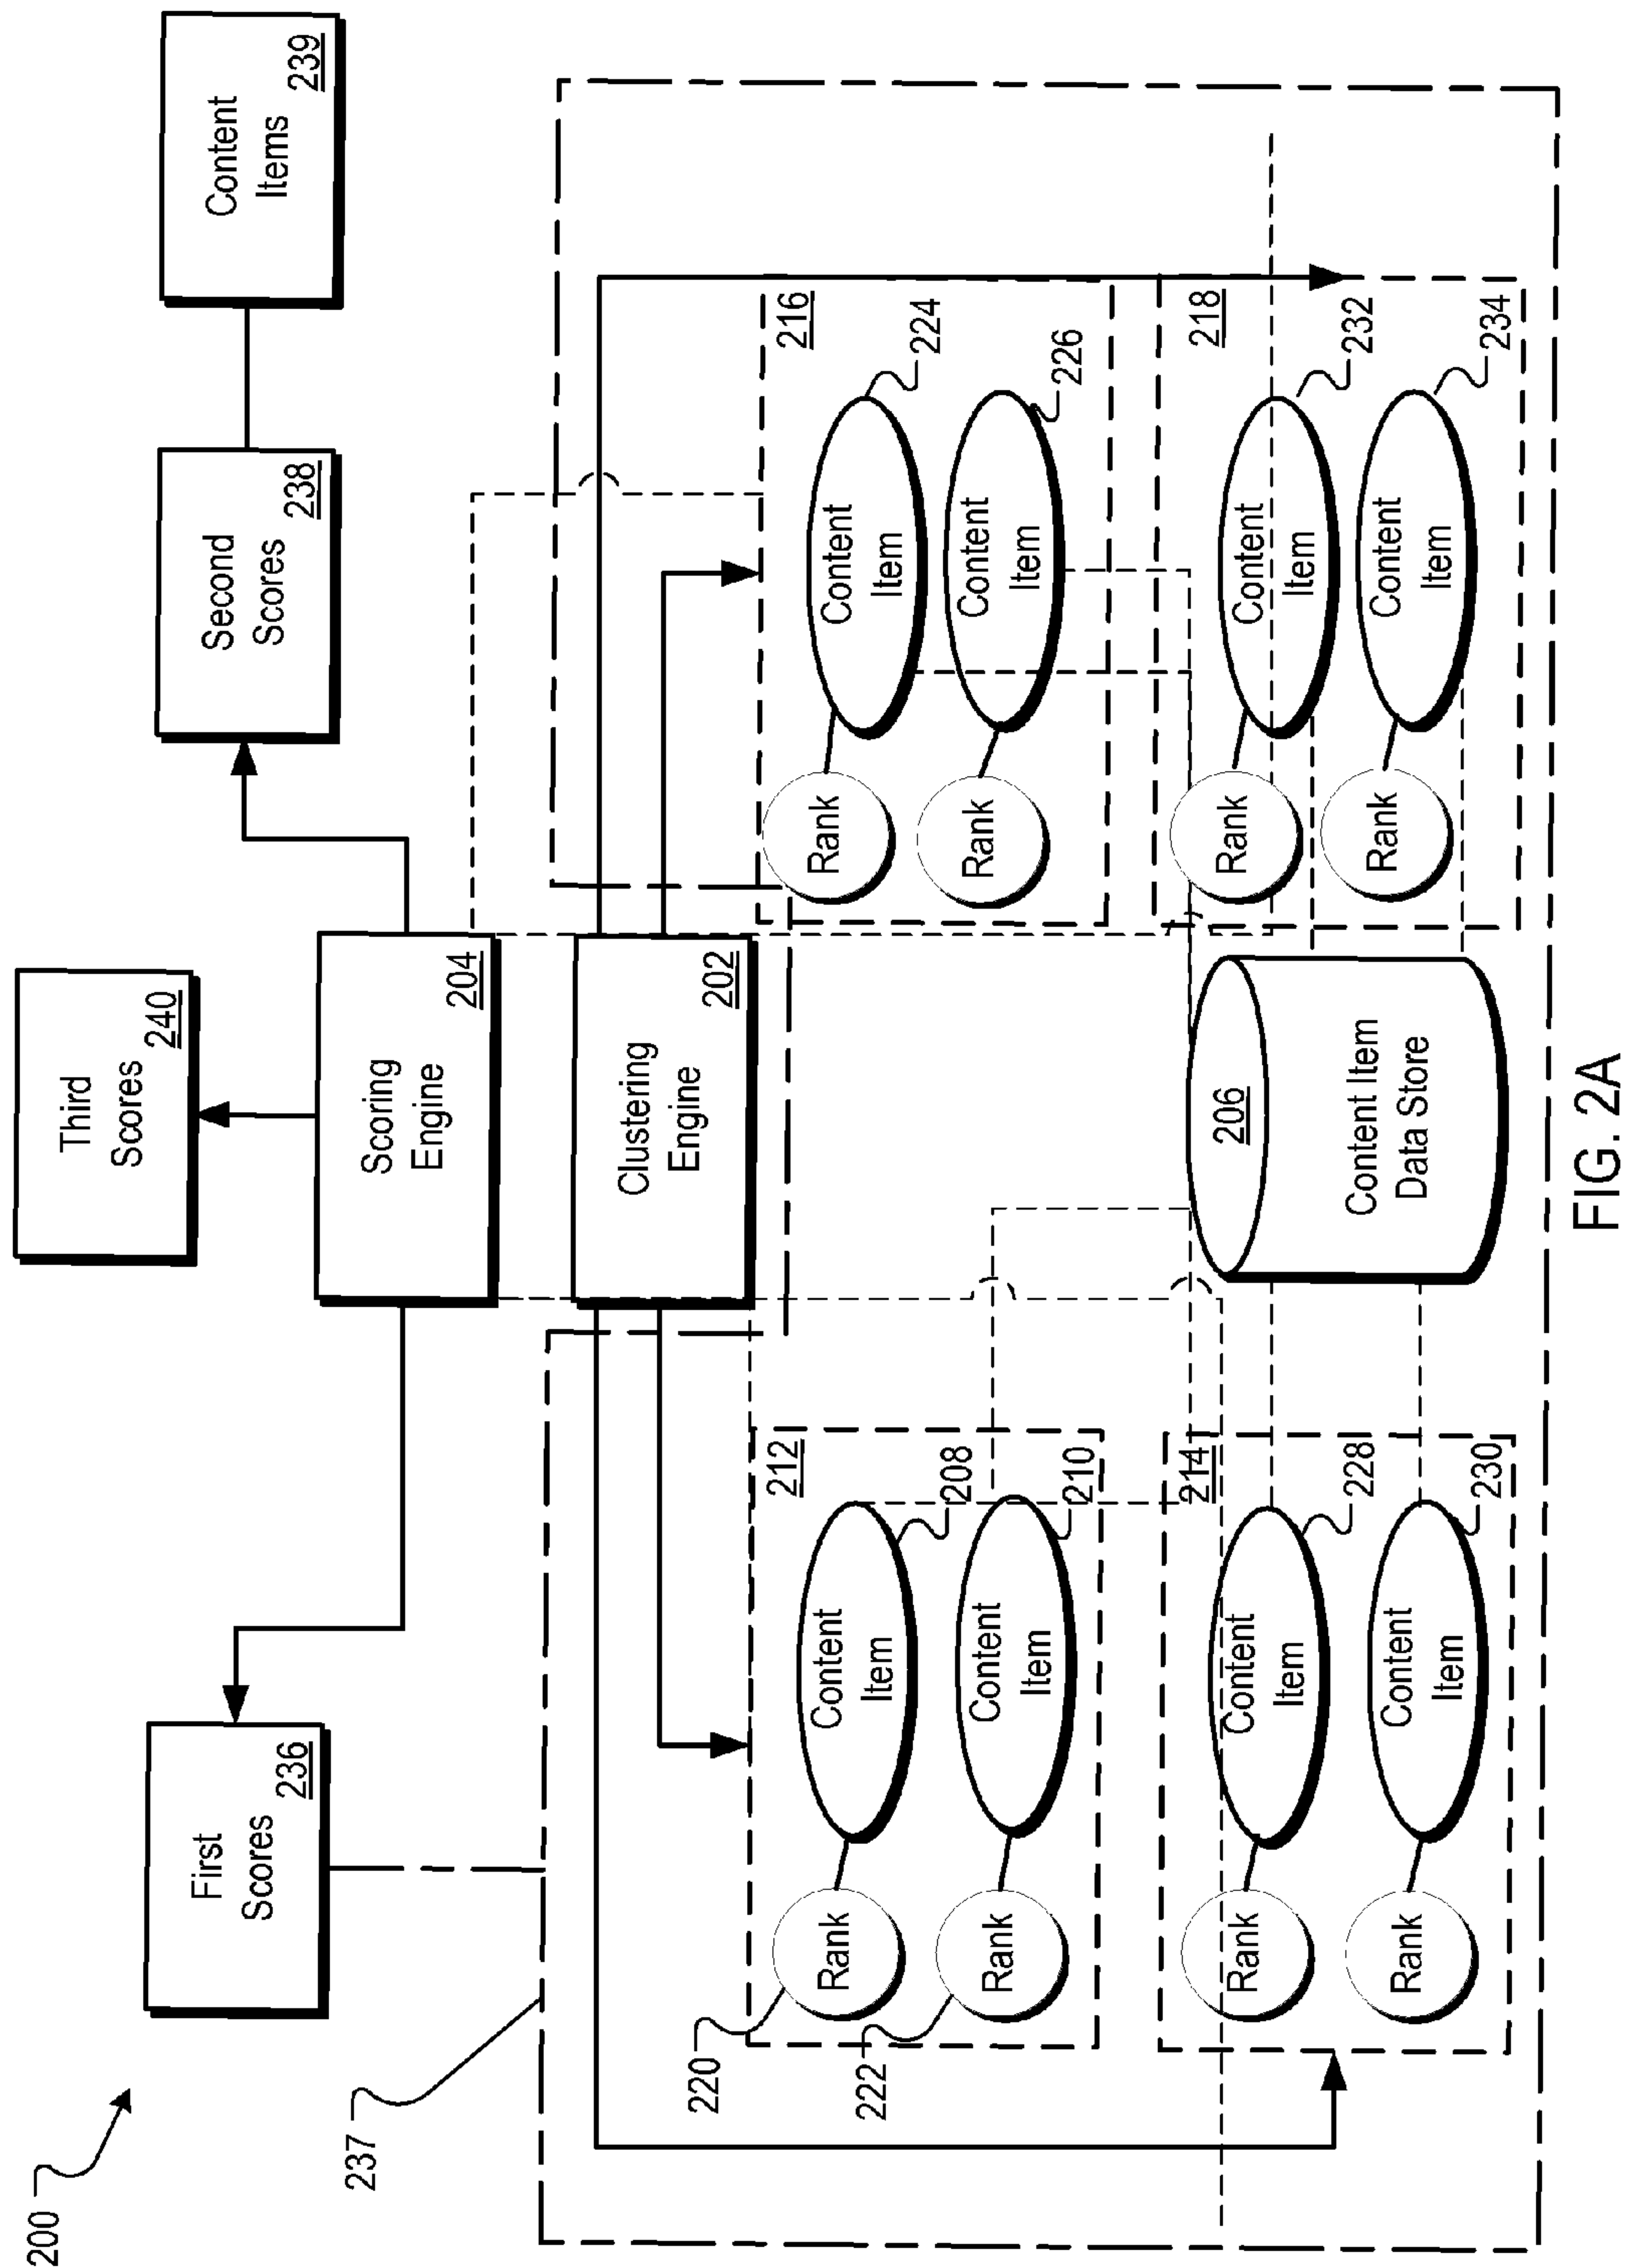 200
Third
Scores
240
First
Scores
236
Second
Scores
238
Content
Items
239
Scoring
Engine
204
237
Clustering
Engine
202
212
220
Rank
Content
Item
208
222
Rank
Content
Item
210
216
Rank
Content
Item
224
Rank
Content
Item
226
214
Rank
Content
Item
228
Rank
Content
Item
230
206
Content Item
Data Store
218
Rank
Content
Item
232
Rank
Content
Item
234
FIG. 2A